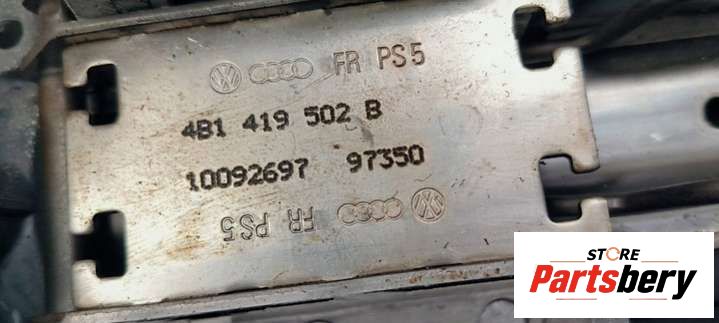 FR PS5
4B1 419 502 B
10092697 97350
FR PS5
STORE
Partsbery